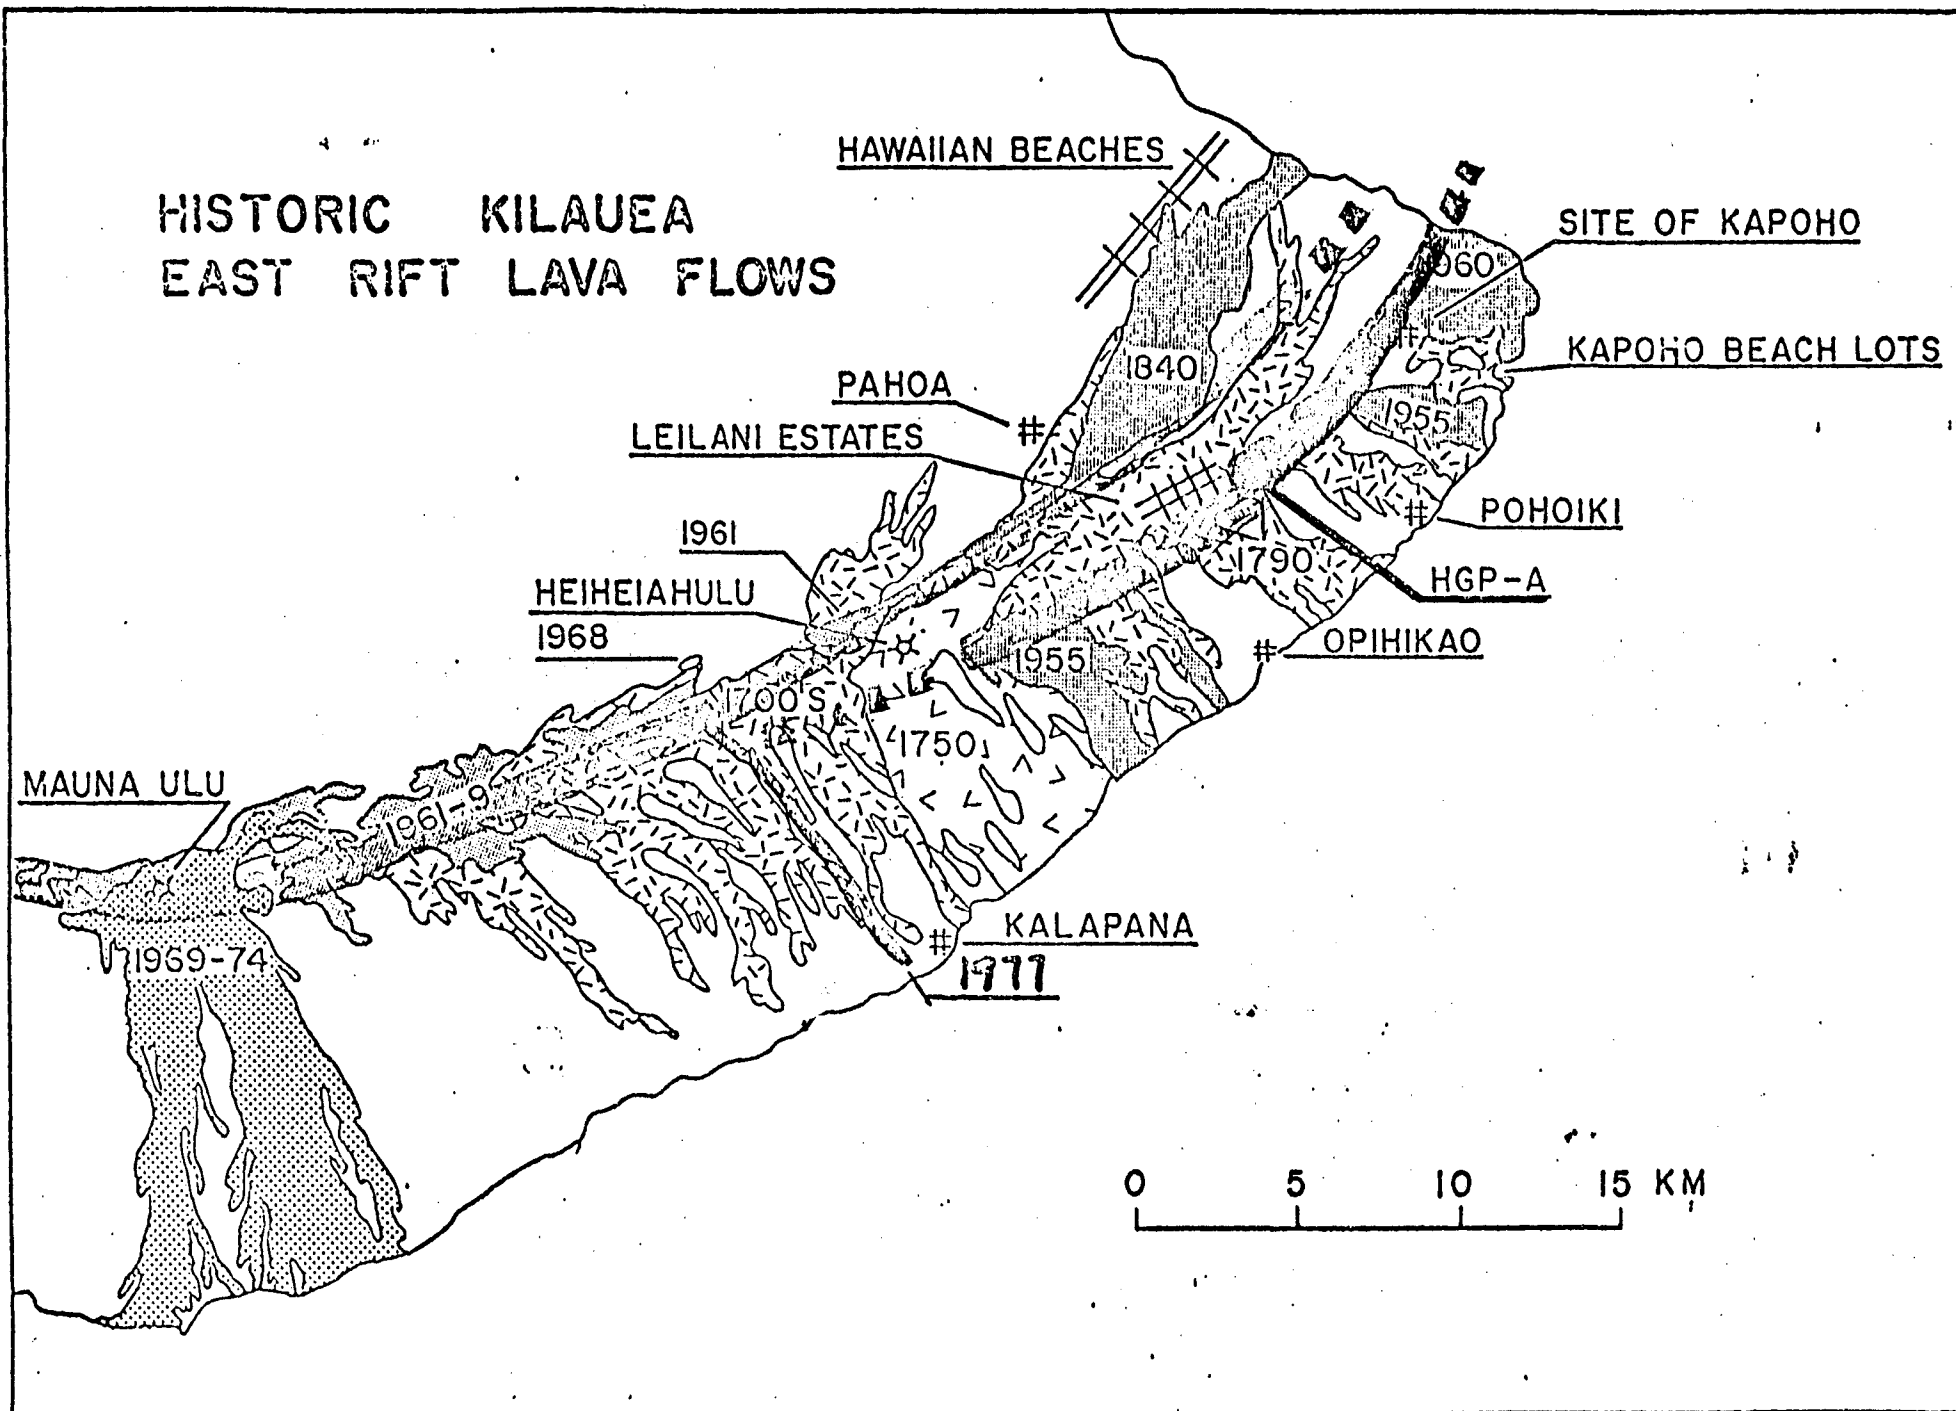 HISTORIC KILAUEA
EAST RIFT LAVA FLOWS
HAWAIIAN BEACHES
SITE OF KAPOHO
1960
KAPOHO BEACH LOTS
1840
PAHOA
1955
LEILANI ESTATES
POHOIKI
1961
1790
HGP-A
HEIHEIAHULU
1968
OPIHIKAO
1955
1700'S
1750
MAUNA ULU
1961-9
KALAPANA
1969-74
1977
0 5 10 15 KM